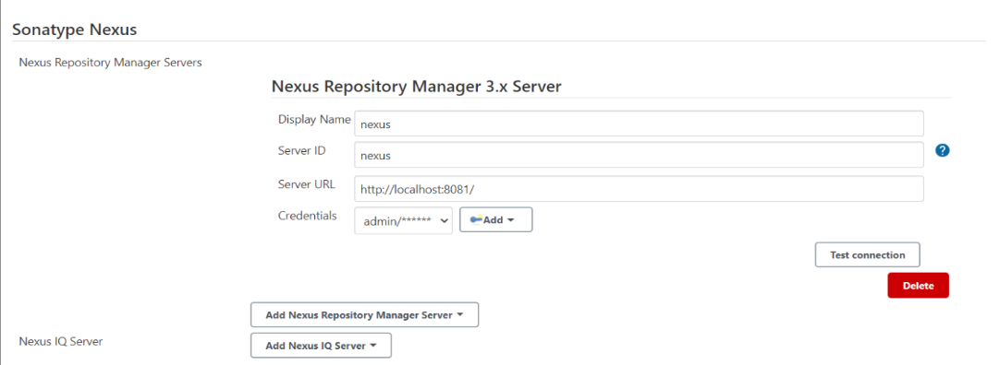 Sonatype Nexus
Nexus Repository Manager Servers
Nexus Repository Manager 3.x Server
Display Name nexus
Server ID nexus ?
Server URL http://localhost:8081/
Credentials admin/****** Add
Test connection
Delete
Add Nexus Repository Manager Server
Nexus IQ Server Add Nexus IQ Server